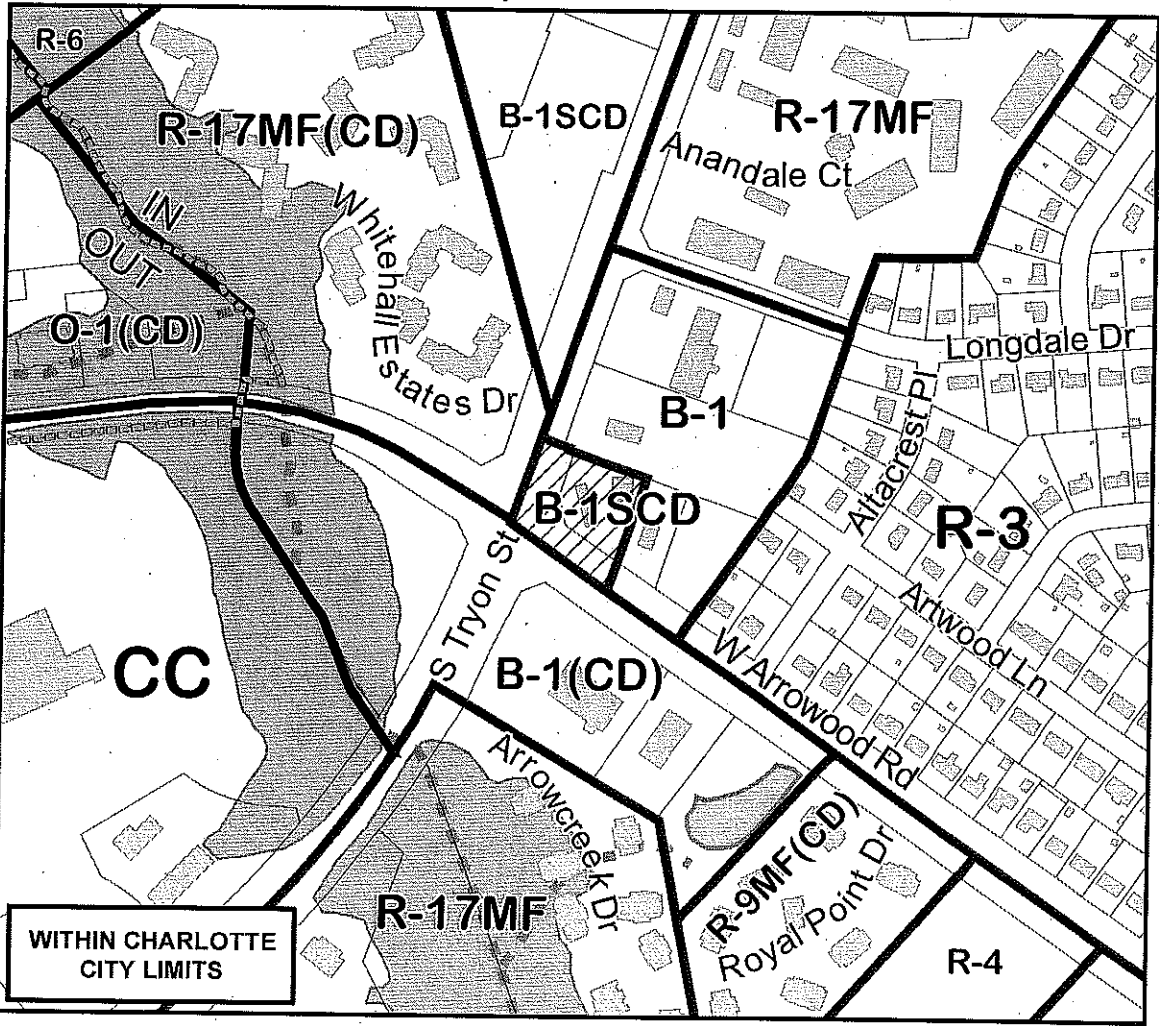 R-6
R-17MF(CD)
B-1SCD
R-17MF
Anandale Ct
IN
OUT
Whitehall Estates Dr
O-1(CD)
Longdale Dr
B-1
Altacrest Pl
B-1SCD
R-3
S Tryon St
Artwood Ln
CC
B-1(CD)
W Arrowood Rd
Arrowcreek Dr
R-9MF(CD)
Royal Point Dr
R-17MF
R-4
WITHIN CHARLOTTE
CITY LIMITS